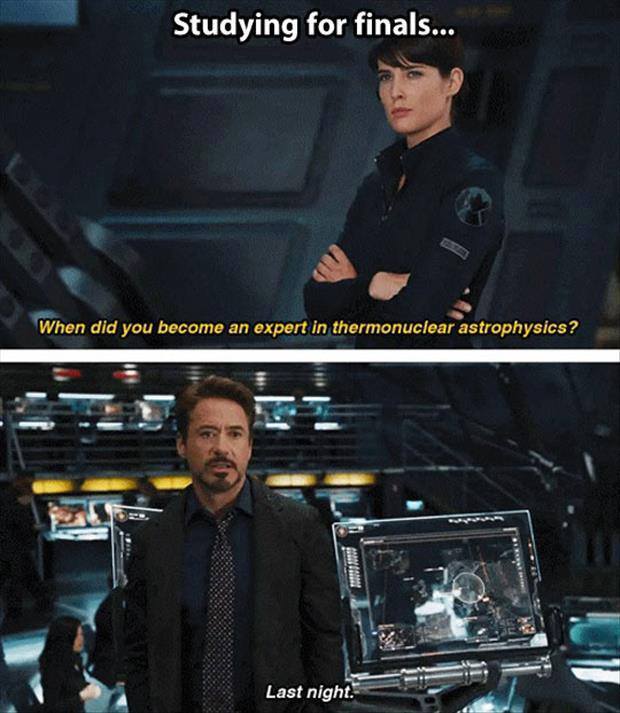 Studying for finals...
When did you become an expert in thermonuclear astrophysics?
Last night.